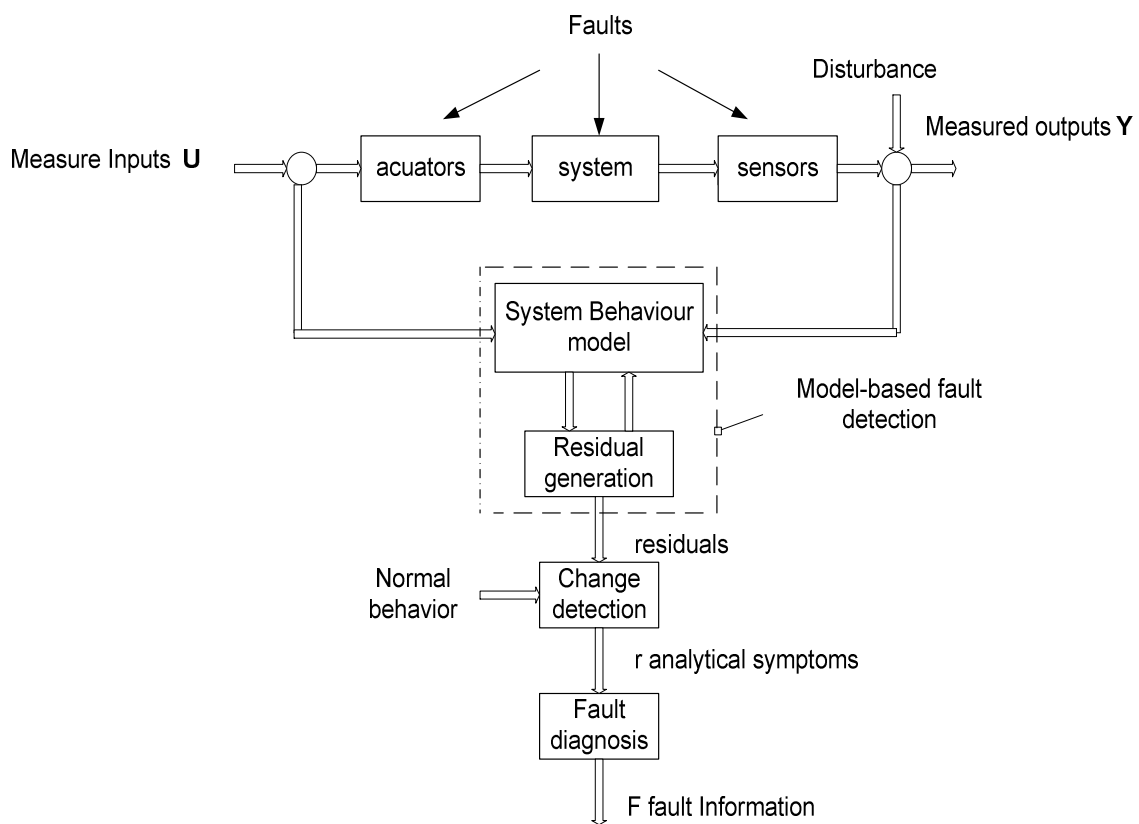 Faults
Disturbance
Measured outputs Y
Measure Inputs U
acuators
system
sensors
System Behaviour
model
Model-based fault
detection
Residual
generation
residuals
Normal
behavior
Change
detection
r analytical symptoms
Fault
diagnosis
F fault Information